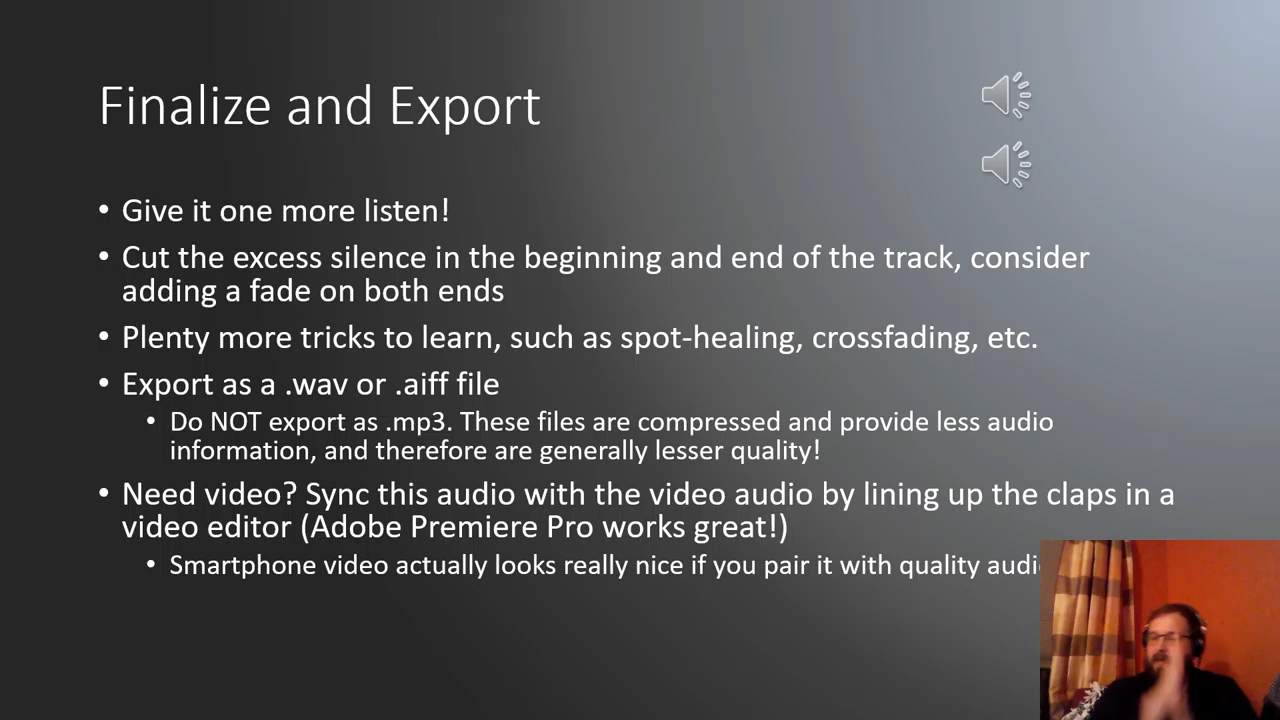 Finalize and Export
• Give it one more listen!
• Cut the excess silence in the beginning and end of the track, consider
adding a fade on both ends
• Plenty more tricks to learn, such as spot-healing, crossfading, etc.
• Export as a .wav or .aiff file
• Do NOT export as .mp3. These files are compressed and provide less audio
information, and therefore are generally lesser quality!
• Need video? Sync this audio with the video audio by lining up the claps in a
video editor (Adobe Premiere Pro works great!)
• Smartphone video actually looks really nice if you pair it with quality